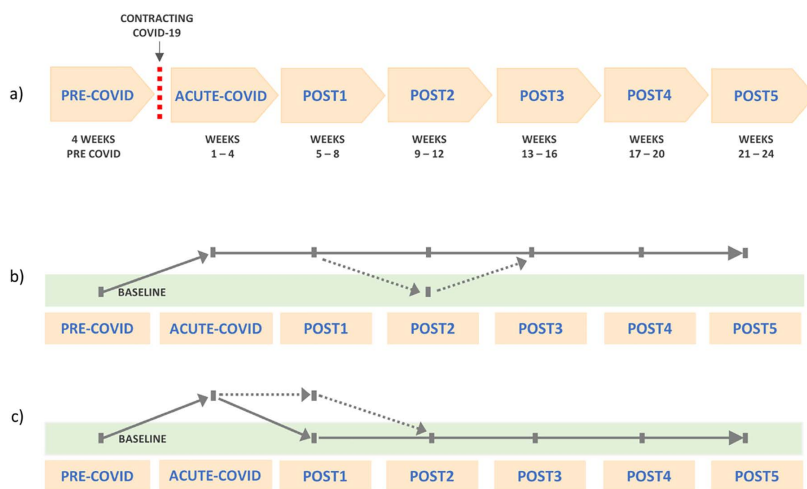 CONTRACTING
COVID-19
a)
PRE-COVID
ACUTE-COVID
POST1
POST2
POST3
POST4
POST5
4 WEEKS
PRE COVID
WEEKS
1 – 4
WEEKS
5 – 8
WEEKS
9 – 12
WEEKS
13 – 16
WEEKS
17 – 20
WEEKS
21 – 24
b)
BASELINE
PRE-COVID
ACUTE-COVID
POST1
POST2
POST3
POST4
POST5
c)
BASELINE
PRE-COVID
ACUTE-COVID
POST1
POST2
POST3
POST4
POST5